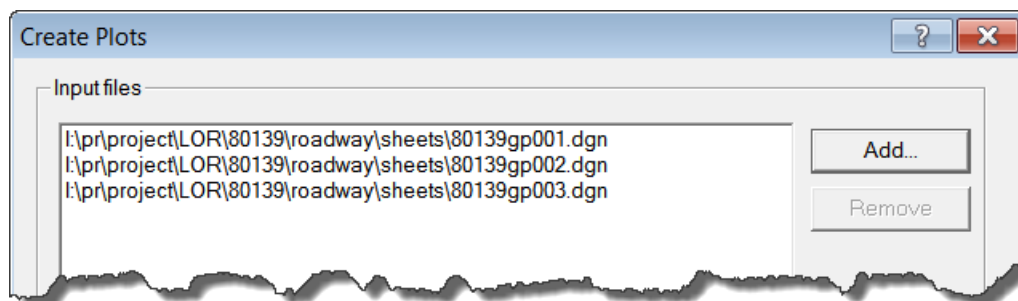 Create Plots
?
Input files
I:\pr\project\LOR\80139\roadway\sheets\80139gp001.dgn
I:\pr\project\LOR\80139\roadway\sheets\80139gp002.dgn
I:\pr\project\LOR\80139\roadway\sheets\80139gp003.dgn
Add...
Remove